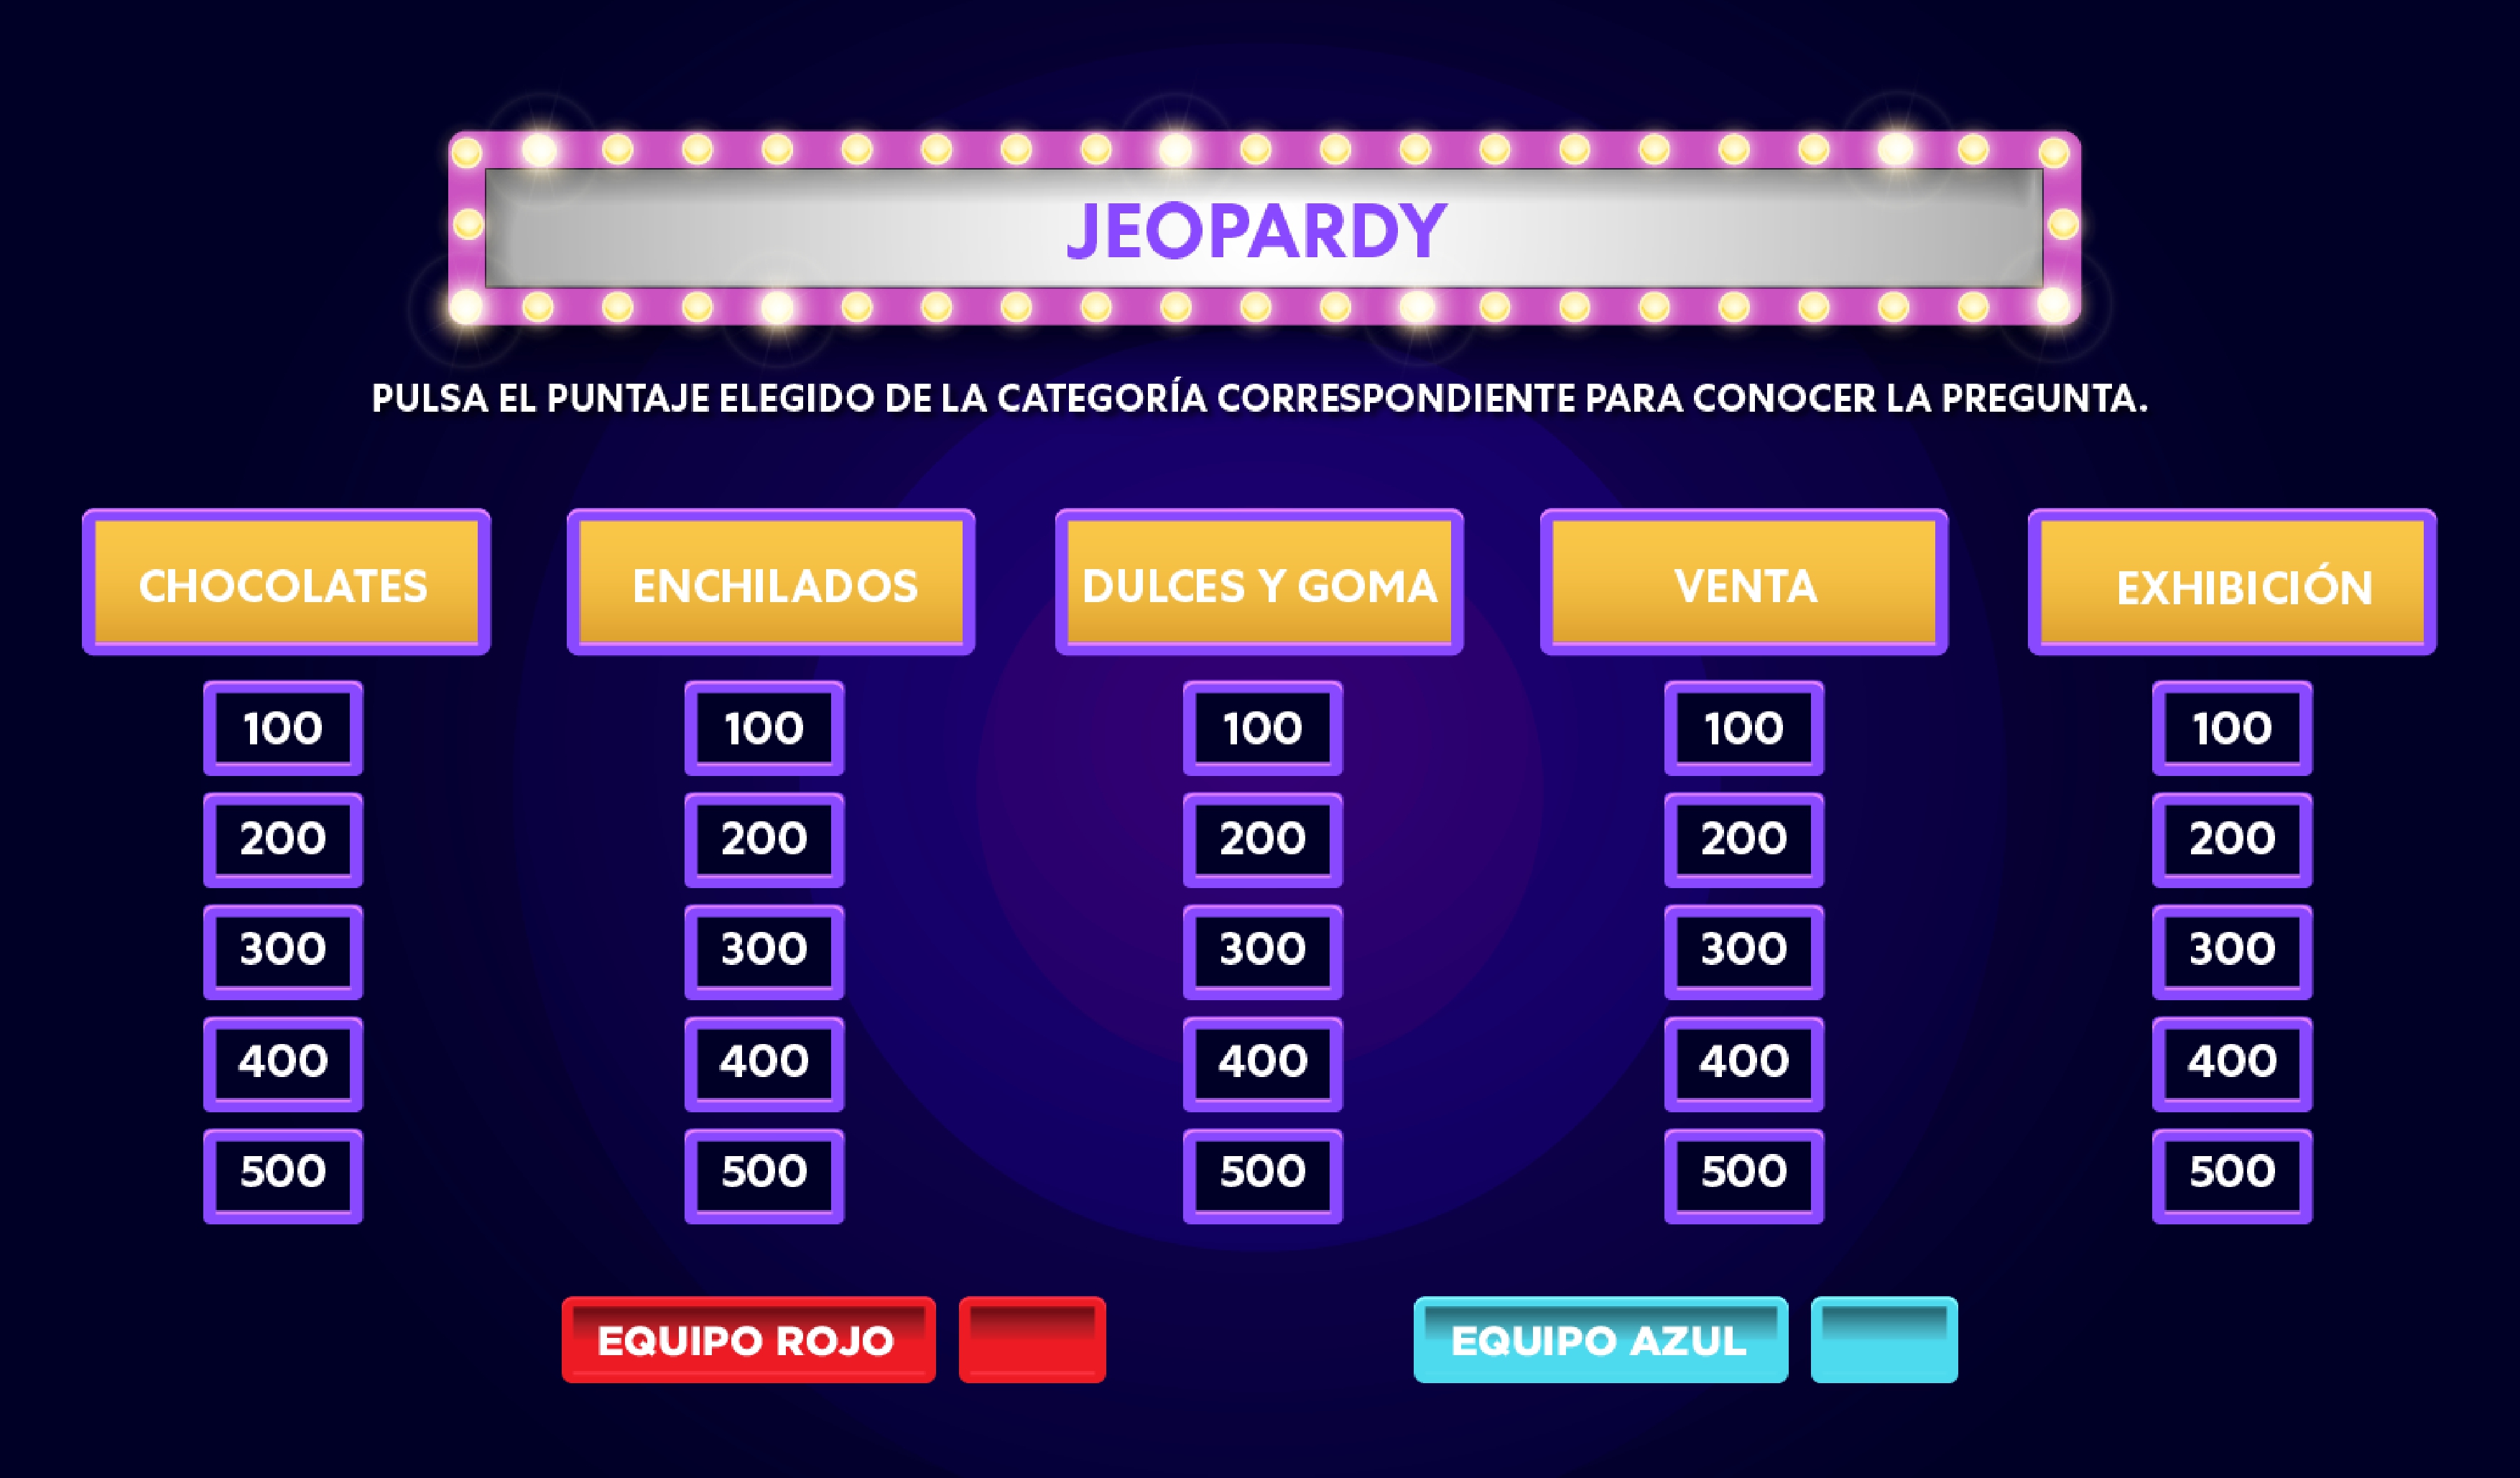 JEOPARDY
PULSA EL PUNTAJE ELEGIDO DE LA CATEGORÍA CORRESPONDIENTE PARA CONOCER LA PREGUNTA.
CHOCOLATES ENCHILADOS DULCES Y GOMA VENTA EXHIBICIÓN
100 100 100 100 100
200 200 200 200 200
300 300 300 300 300
400 400 400 400 400
500 500 500 500 500
EQUIPO ROJO EQUIPO AZUL